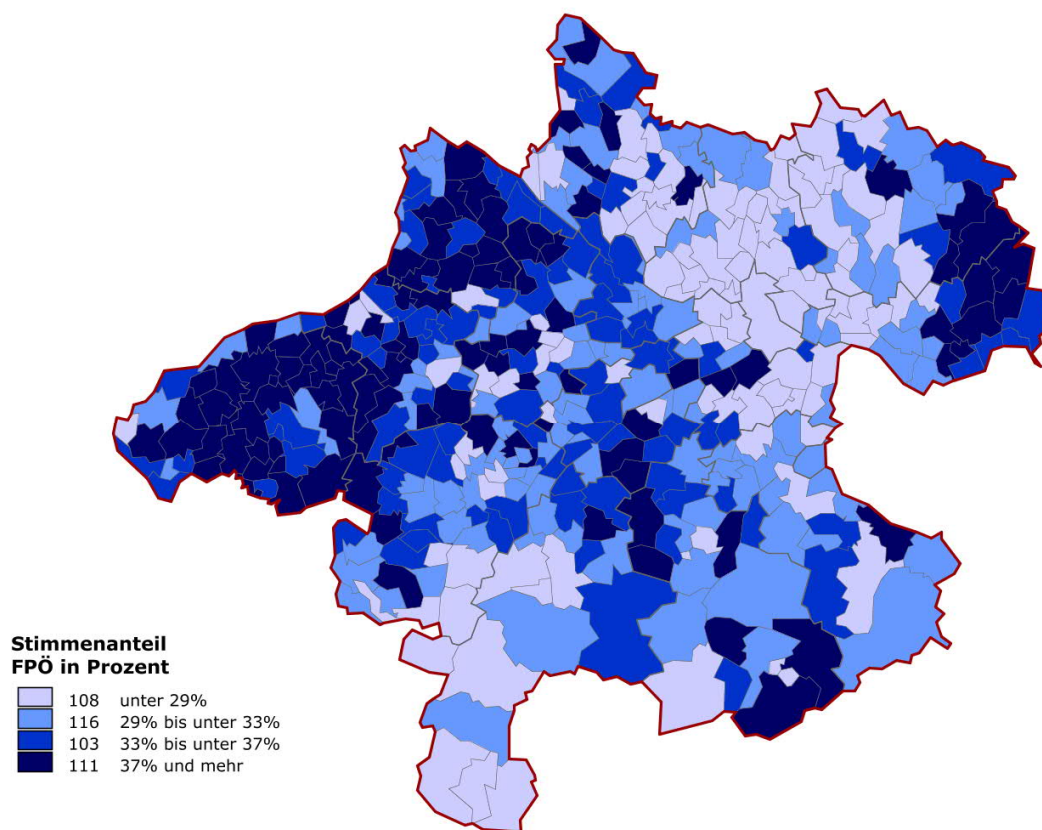 Stimmenanteil
FPÖ in Prozent
108 unter 29%
116 29% bis unter 33%
103 33% bis unter 37%
111 37% und mehr